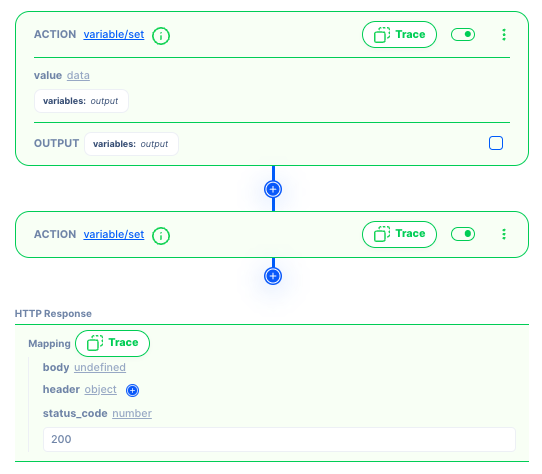 ACTION variable/set Trace
value data
variables: output
OUTPUT variables: output
ACTION variable/set Trace
HTTP Response
Mapping Trace
body undefined
header object
status_code number
200